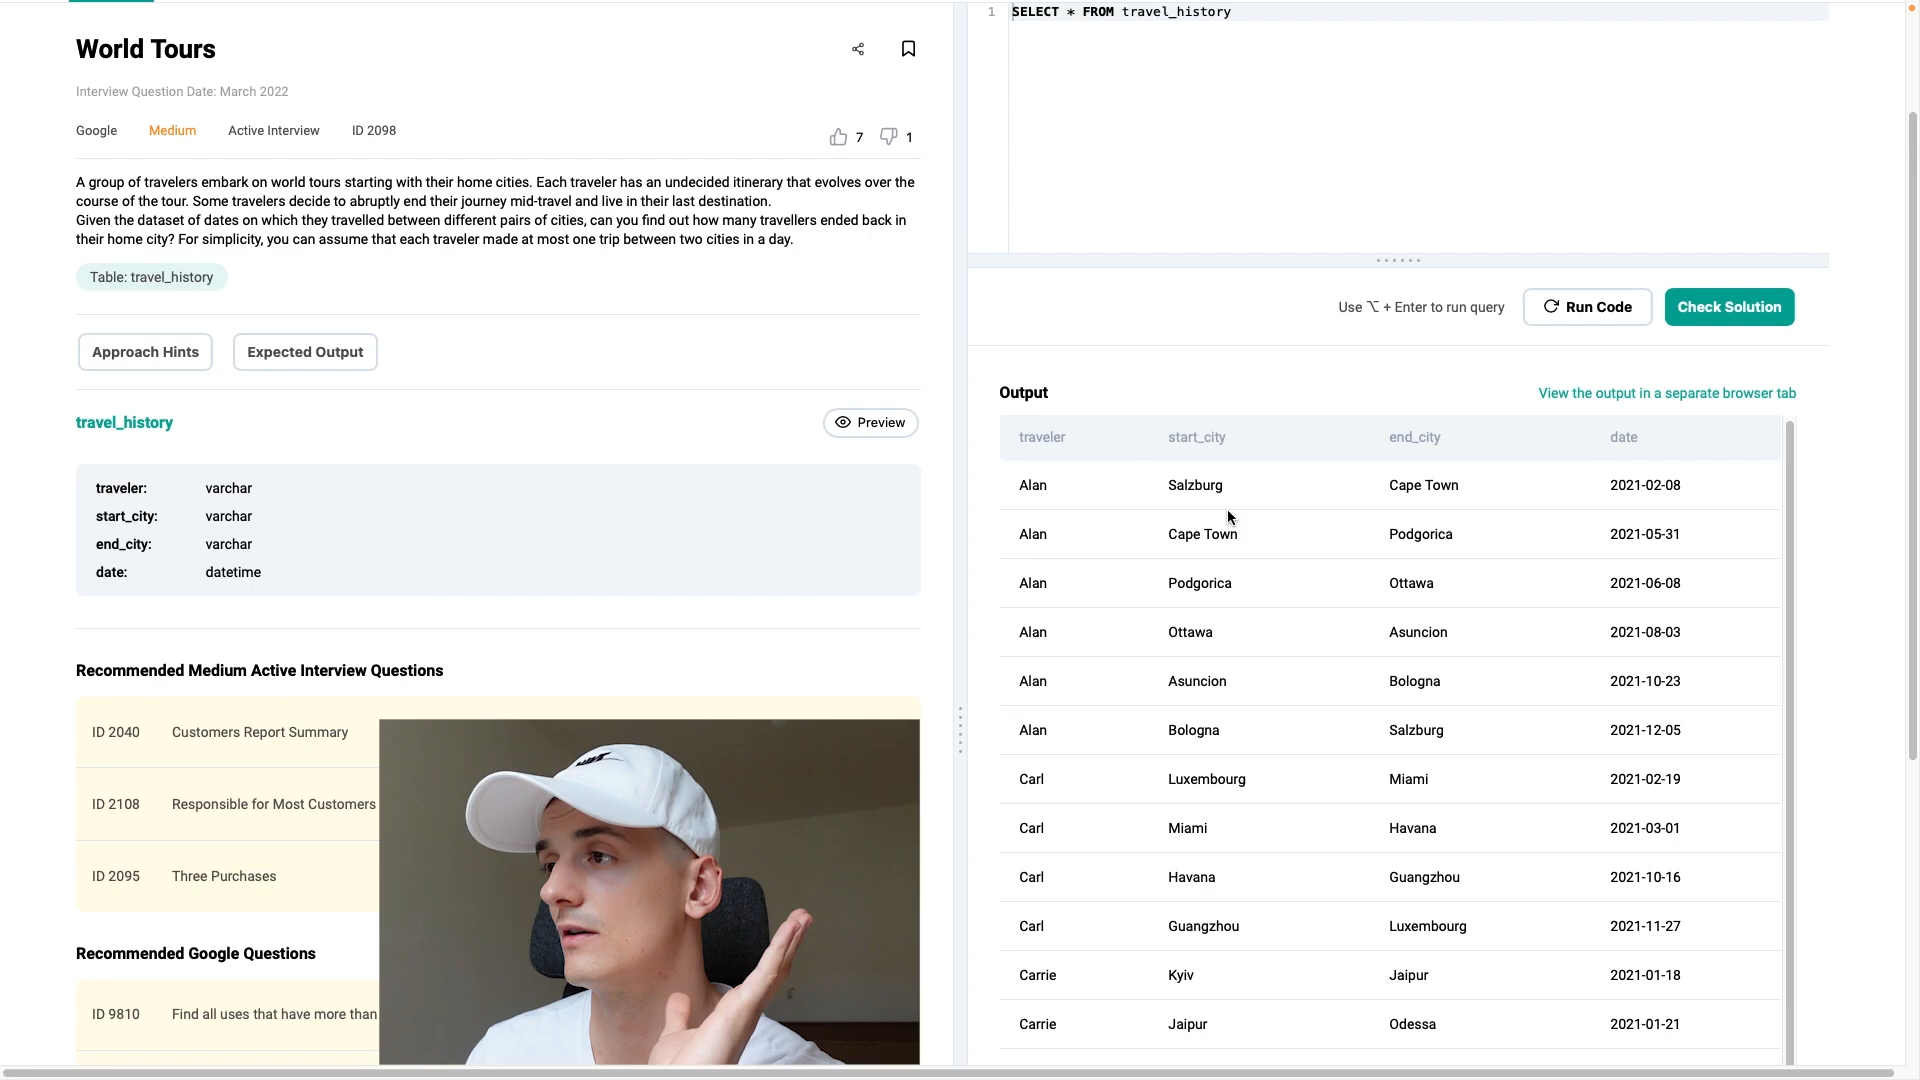 World Tours
Interview Question Date: March 2022
Google Medium Active Interview ID 2098
7 1
A group of travelers embark on world tours starting with their home cities. Each traveler has an undecided itinerary that evolves over the
course of the tour. Some travelers decide to abruptly end their journey mid-travel and live in their last destination.
Given the dataset of dates on which they travelled between different pairs of cities, can you find out how many travellers ended back in
their home city? For simplicity, you can assume that each traveler made at most one trip between two cities in a day.
Table: travel_history
Approach Hints Expected Output
travel_history Preview
traveler: varchar
start_city: varchar
end_city: varchar
date: datetime
Recommended Medium Active Interview Questions
ID 2040 Customers Report Summary
ID 2108 Responsible for Most Customers
ID 2095 Three Purchases
Recommended Google Questions
ID 9810 Find all uses that have more than
1 SELECT * FROM travel_history
Use ⌥ + Enter to run query Run Code Check Solution
Output View the output in a separate browser tab
traveler start_city end_city date
Alan Salzburg Cape Town 2021-02-08
Alan Cape Town Podgorica 2021-05-31
Alan Podgorica Ottawa 2021-06-08
Alan Ottawa Asuncion 2021-08-03
Alan Asuncion Bologna 2021-10-23
Alan Bologna Salzburg 2021-12-05
Carl Luxembourg Miami 2021-02-19
Carl Miami Havana 2021-03-01
Carl Havana Guangzhou 2021-10-16
Carl Guangzhou Luxembourg 2021-11-27
Carrie Kyiv Jaipur 2021-01-18
Carrie Jaipur Odessa 2021-01-21